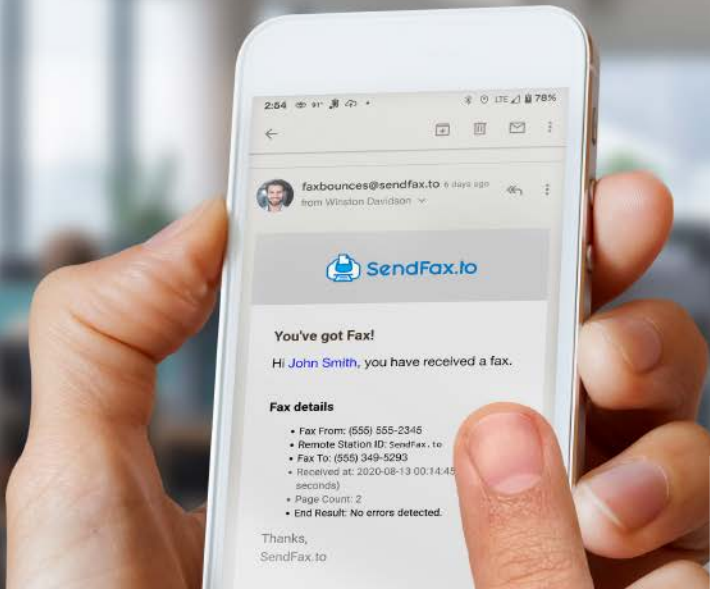 2:54
LTE 78%
faxbounces@sendfax.to 6 days ago
from Winston Davidson
SendFax.to
You've got Fax!
Hi John Smith, you have received a fax.
Fax details
• Fax From: (555) 555-2345
• Remote Station ID: SendFax.to
• Fax To: (555) 349-5293
• Received at: 2020-08-13 00:14:45
seconds)
• Page Count: 2
• End Result: No errors detected.
Thanks,
SendFax.to